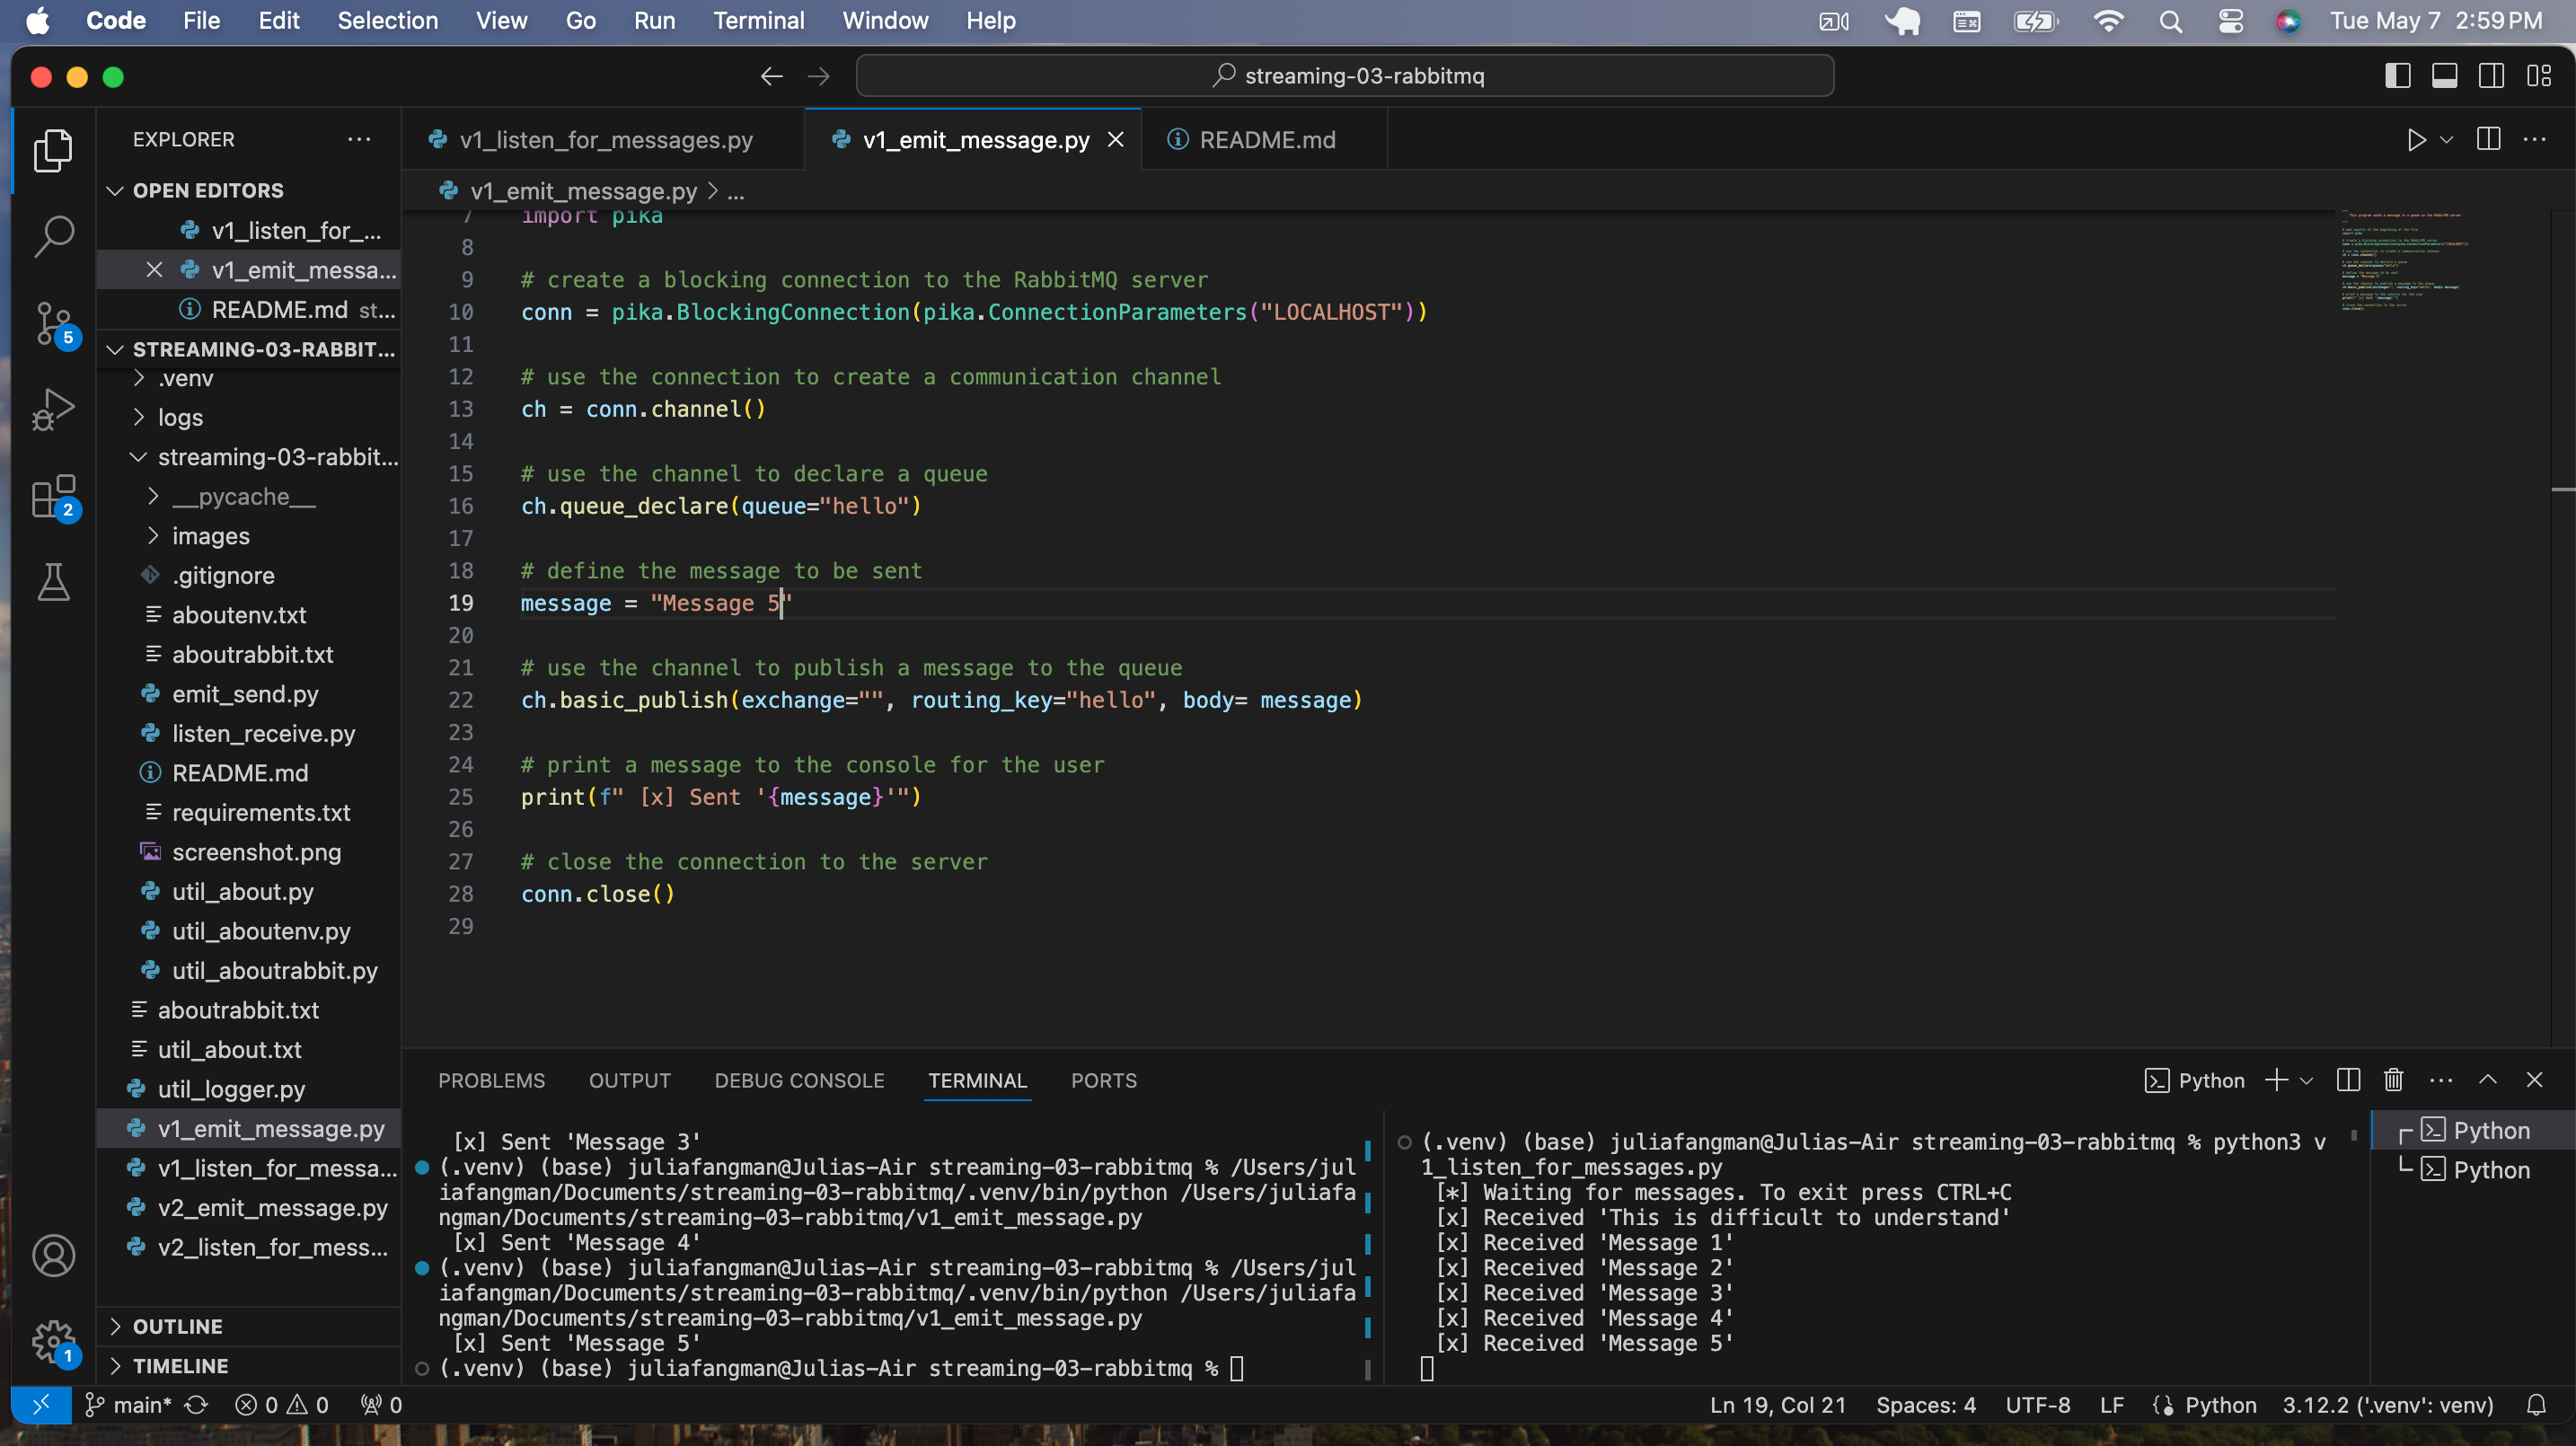 Code File Edit Selection View Go Run Terminal Window Help Tue May 7 2:59 PM
streaming-03-rabbitmq
EXPLORER
OPEN EDITORS
v1_listen_for_...
v1_emit_messa...
README.md st...
STREAMING-03-RABBIT...
.venv
logs
streaming-03-rabbit...
__pycache__
images
.gitignore
aboutenv.txt
aboutrabbit.txt
emit_send.py
listen_receive.py
README.md
requirements.txt
screenshot.png
util_about.py
util_aboutenv.py
util_aboutrabbit.py
aboutrabbit.txt
util_about.txt
util_logger.py
v1_emit_message.py
v1_listen_for_messa...
v2_emit_message.py
v2_listen_for_mess...
OUTLINE
TIMELINE
5
2
1
v1_listen_for_messages.py v1_emit_message.py README.md
v1_emit_message.py > ...
7 import pika
8
9 # create a blocking connection to the RabbitMQ server
10 conn = pika.BlockingConnection(pika.ConnectionParameters("LOCALHOST"))
11
12 # use the connection to create a communication channel
13 ch = conn.channel()
14
15 # use the channel to declare a queue
16 ch.queue_declare(queue="hello")
17
18 # define the message to be sent
19 message = "Message 5"
20
21 # use the channel to publish a message to the queue
22 ch.basic_publish(exchange="", routing_key="hello", body= message)
23
24 # print a message to the console for the user
25 print(f" [x] Sent '{message}'")
26
27 # close the connection to the server
28 conn.close()
29
PROBLEMS OUTPUT DEBUG CONSOLE TERMINAL PORTS Python
[x] Sent 'Message 3'
(.venv) (base) juliafangman@Julias-Air streaming-03-rabbitmq % /Users/jul
iafangman/Documents/streaming-03-rabbitmq/.venv/bin/python /Users/juliafa
ngman/Documents/streaming-03-rabbitmq/v1_emit_message.py
[x] Sent 'Message 4'
(.venv) (base) juliafangman@Julias-Air streaming-03-rabbitmq % /Users/jul
iafangman/Documents/streaming-03-rabbitmq/.venv/bin/python /Users/juliafa
ngman/Documents/streaming-03-rabbitmq/v1_emit_message.py
[x] Sent 'Message 5'
(.venv) (base) juliafangman@Julias-Air streaming-03-rabbitmq %
(.venv) (base) juliafangman@Julias-Air streaming-03-rabbitmq % python3 v
1_listen_for_messages.py
[*] Waiting for messages. To exit press CTRL+C
[x] Received 'This is difficult to understand'
[x] Received 'Message 1'
[x] Received 'Message 2'
[x] Received 'Message 3'
[x] Received 'Message 4'
[x] Received 'Message 5'
Python
Python
main* 0 0 0 Ln 19, Col 21 Spaces: 4 UTF-8 LF Python 3.12.2 ('.venv': venv)